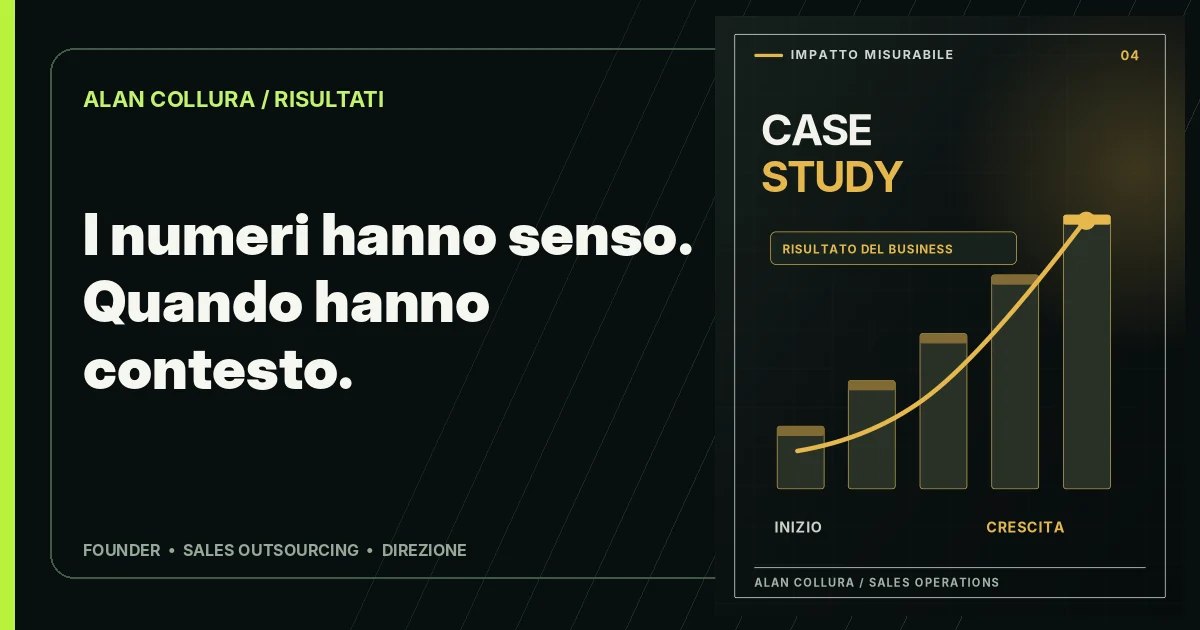 ALAN COLLURA / RISULTATI
I numeri hanno senso.
Quando hanno
contesto.
FOUNDER • SALES OUTSOURCING • DIREZIONE
IMPATTO MISURABILE
04
CASE
STUDY
RISULTATO DEL BUSINESS
INIZIO
CRESCITA
ALAN COLLURA / SALES OPERATIONS